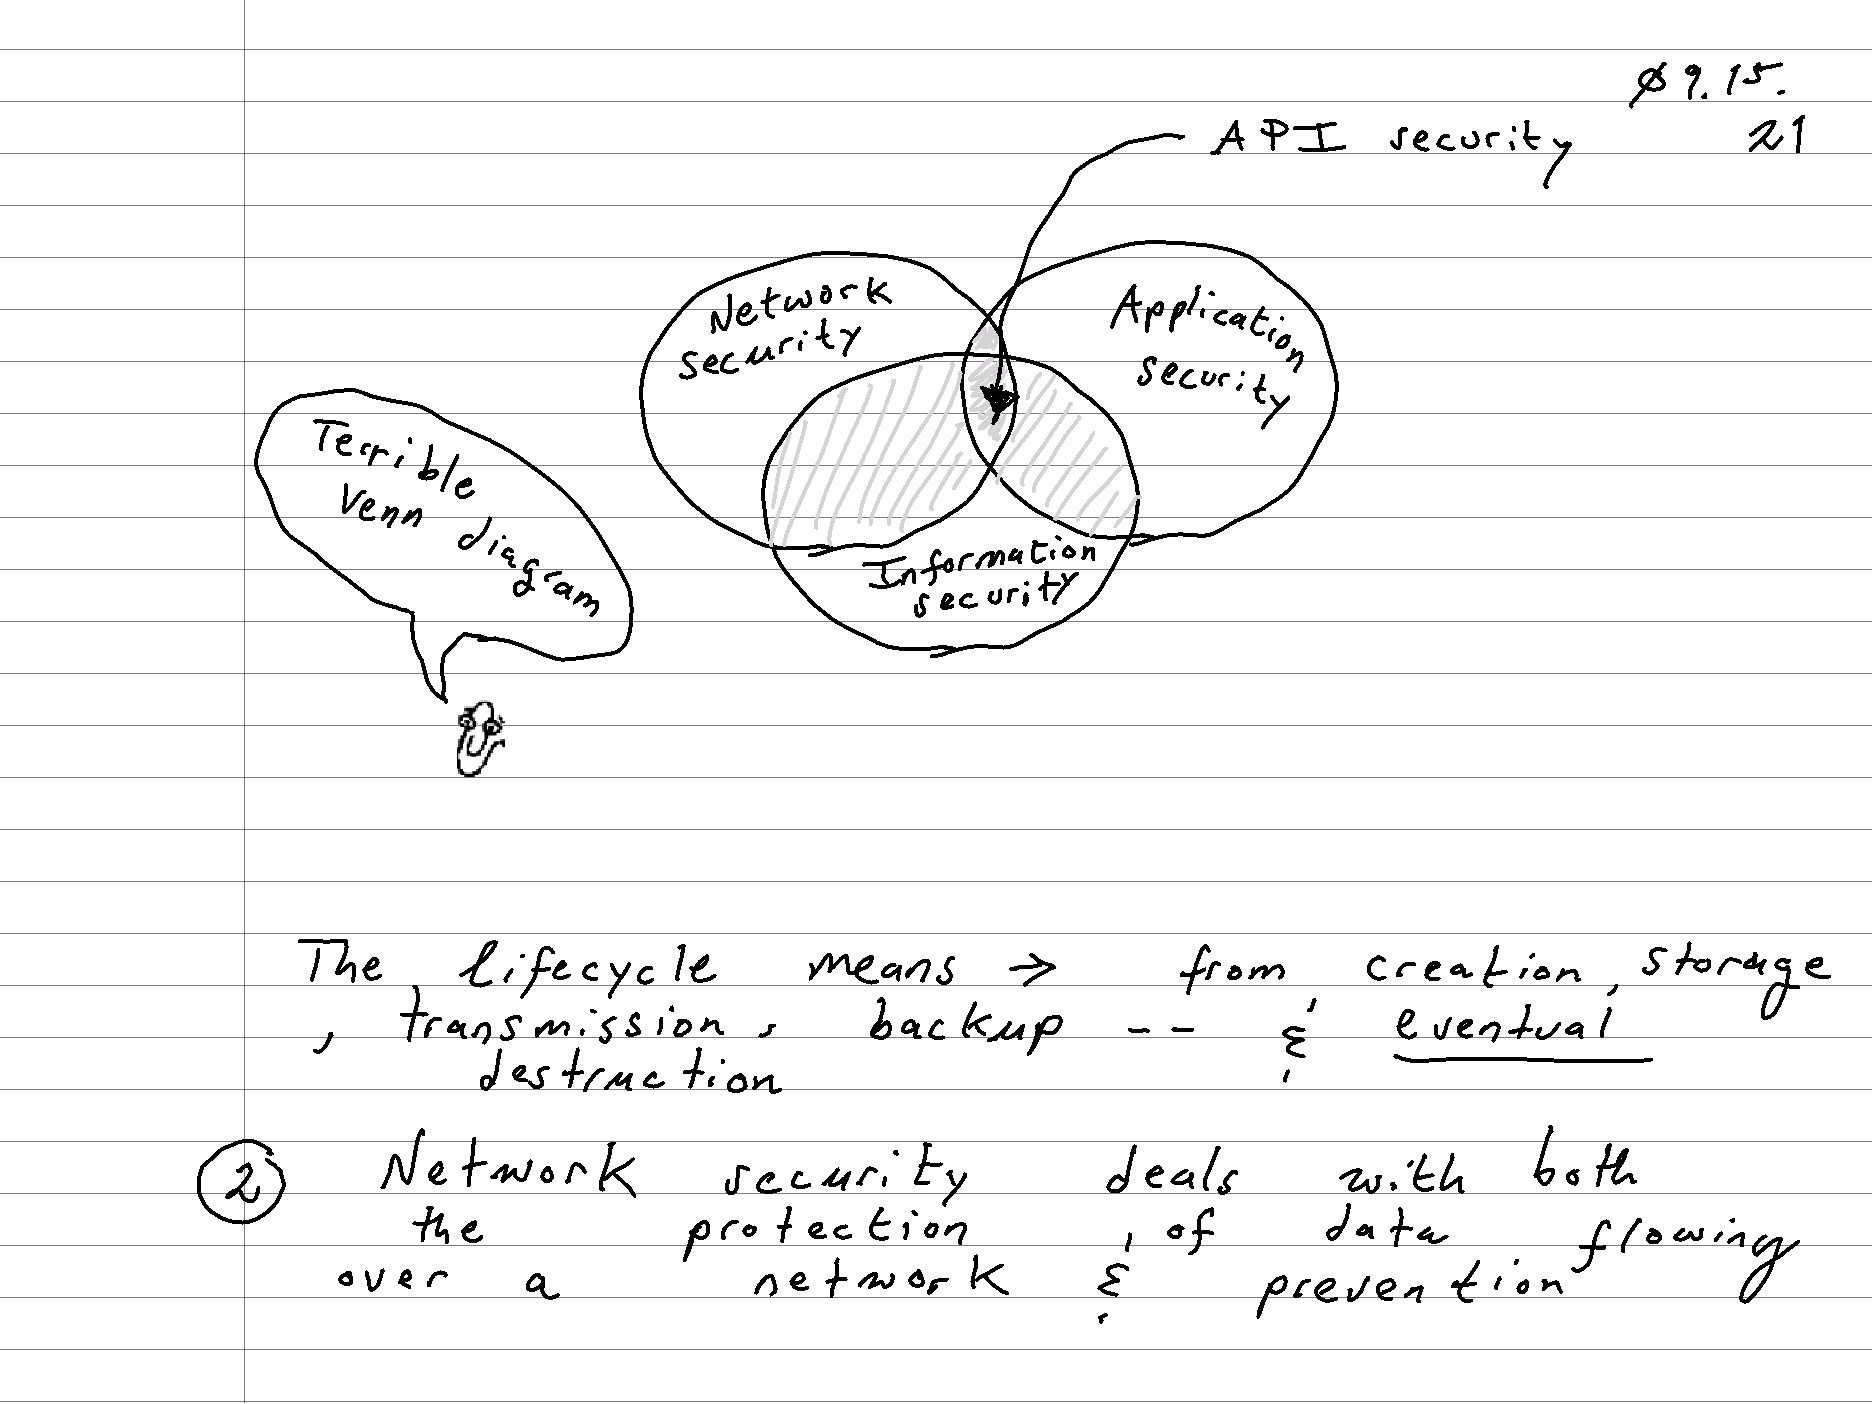 Ø9.15.
21
API security
Network
security
Application
security
Information
security
Terrible
Venn diagram
The lifecycle means → from creation, storage
, transmission, backup -- & eventual
destruction
② Network security deals with both
the protection of data flowing
over a network & prevention